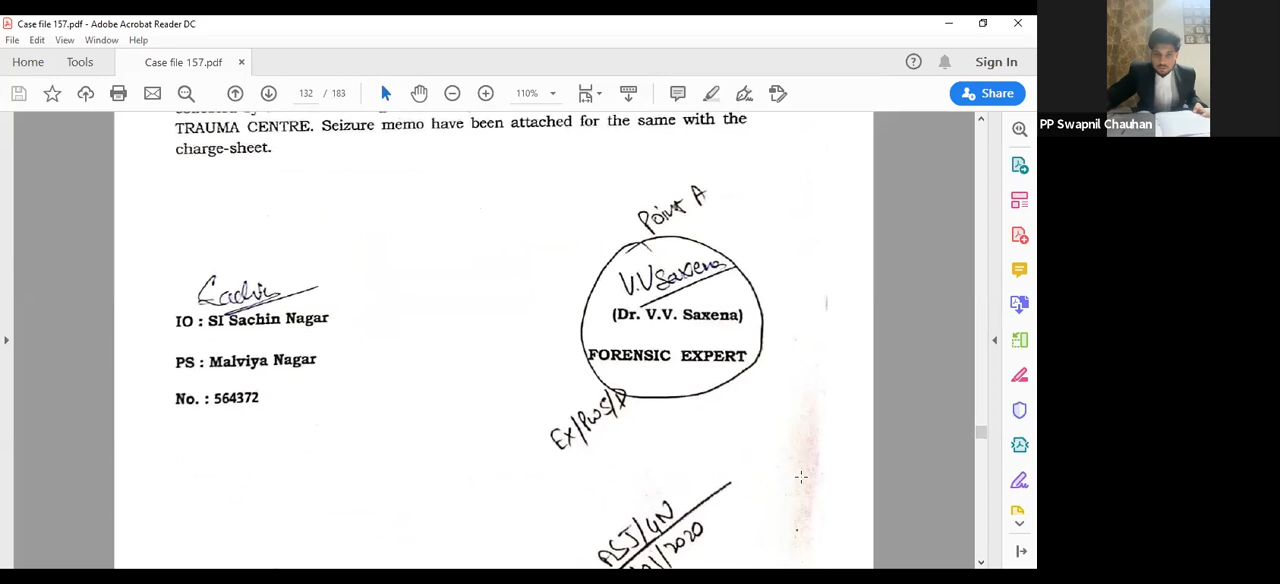 Case file 157.pdf - Adobe Acrobat Reader DC
File Edit View Window Help
Home Tools Case file 157.pdf × Sign In
132 / 183 110% Share
PP Swapnil Chauhan
TRAUMA CENTRE. Seizure memo have been attached for the same with the
charge-sheet.
Point A
V.V Saxena
(Dr. V.V. Saxena)
FORENSIC EXPERT
Sachin
IO : SI Sachin Nagar
PS : Malviya Nagar
No. : 564372
ASJ/
/2020